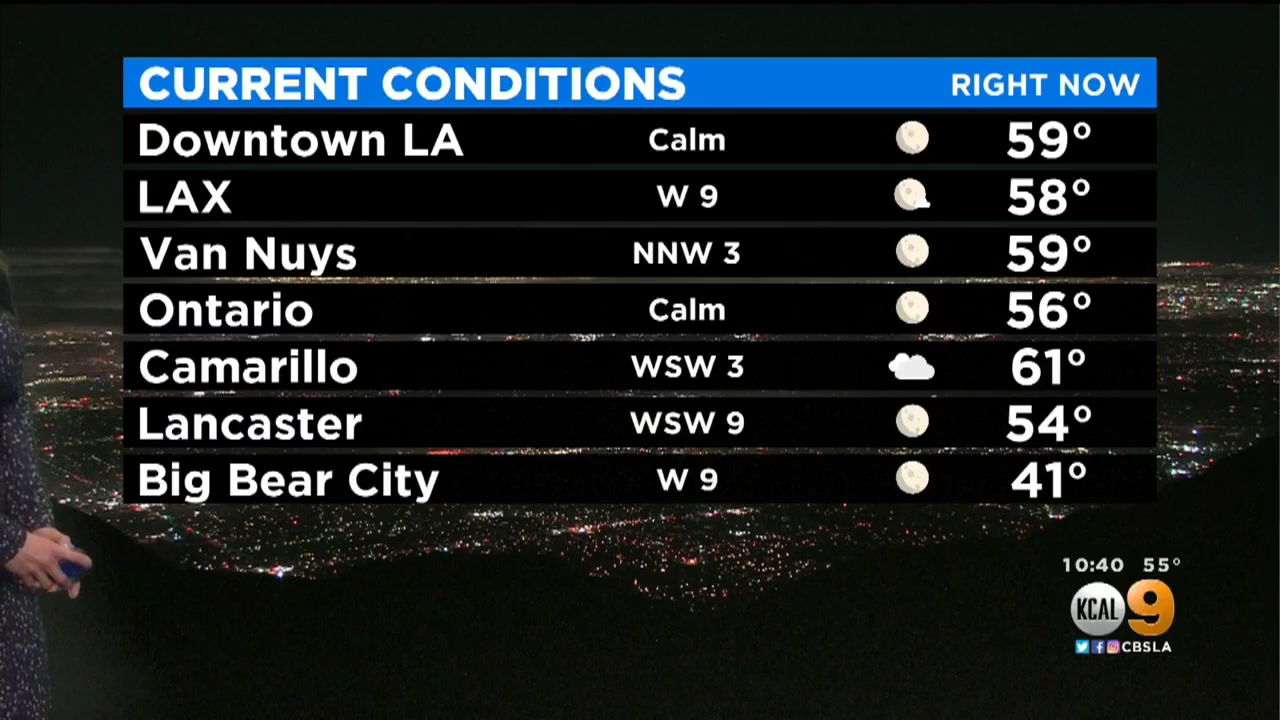 CURRENT CONDITIONS RIGHT NOW
Downtown LA Calm 59°
LAX W 9 58°
Van Nuys NNW 3 59°
Ontario Calm 56°
Camarillo WSW 3 61°
Lancaster WSW 9 54°
Big Bear City W 9 41°
10:40 55°
KCAL 9
CBSLA